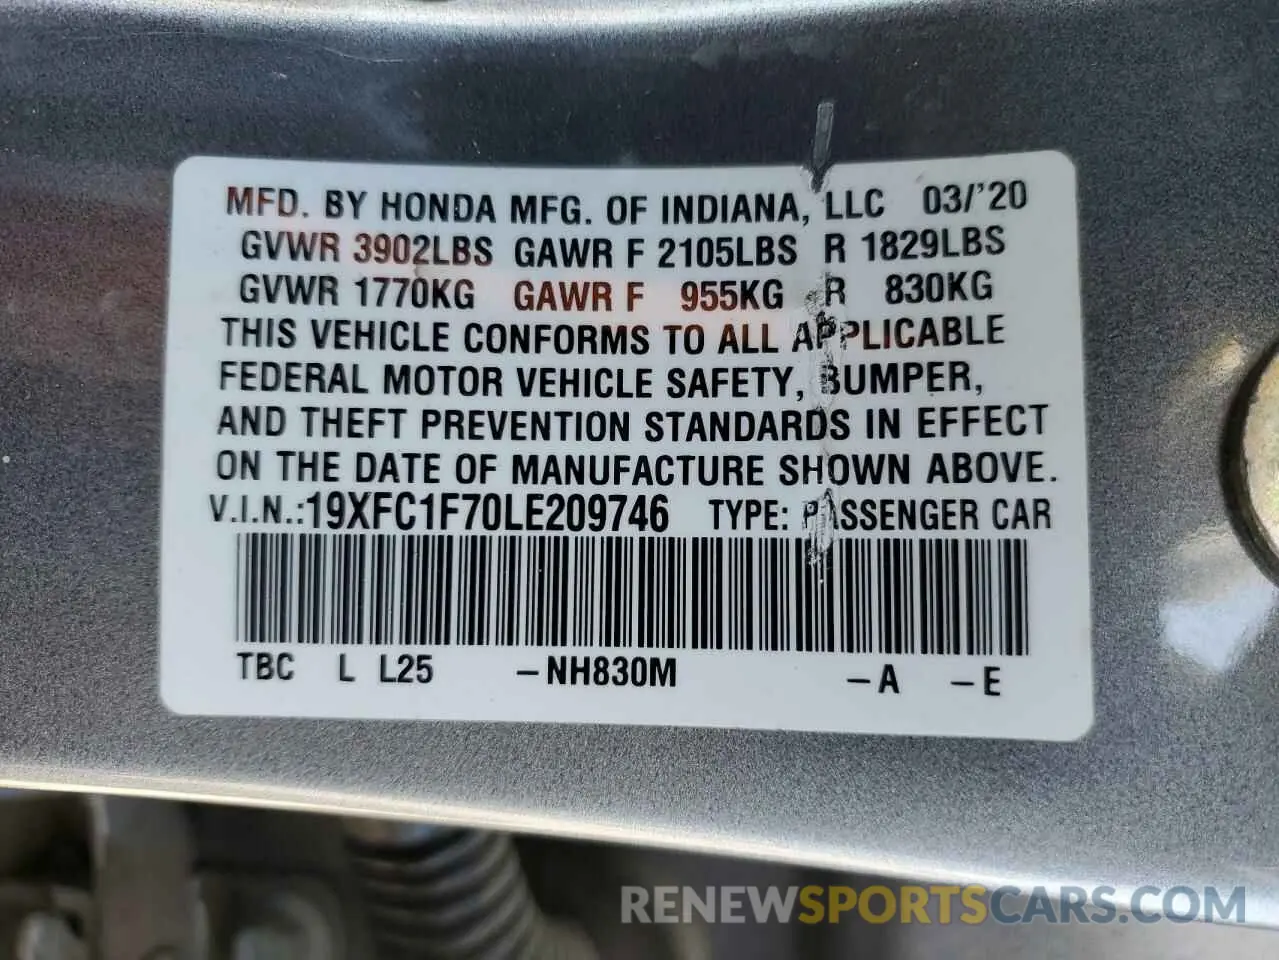 MFD. BY HONDA MFG. OF INDIANA, LLC 03/'20
GVWR 3902LBS GAWR F 2105LBS R 1829LBS
GVWR 1770KG GAWR F 955KG R 830KG
THIS VEHICLE CONFORMS TO ALL APPLICABLE
FEDERAL MOTOR VEHICLE SAFETY, BUMPER,
AND THEFT PREVENTION STANDARDS IN EFFECT
ON THE DATE OF MANUFACTURE SHOWN ABOVE.
V.I.N.:19XFC1F70LE209746 TYPE: PASSENGER CAR
TBC L L25 –NH830M –A –E
RENEWSPORTSCARS.COM